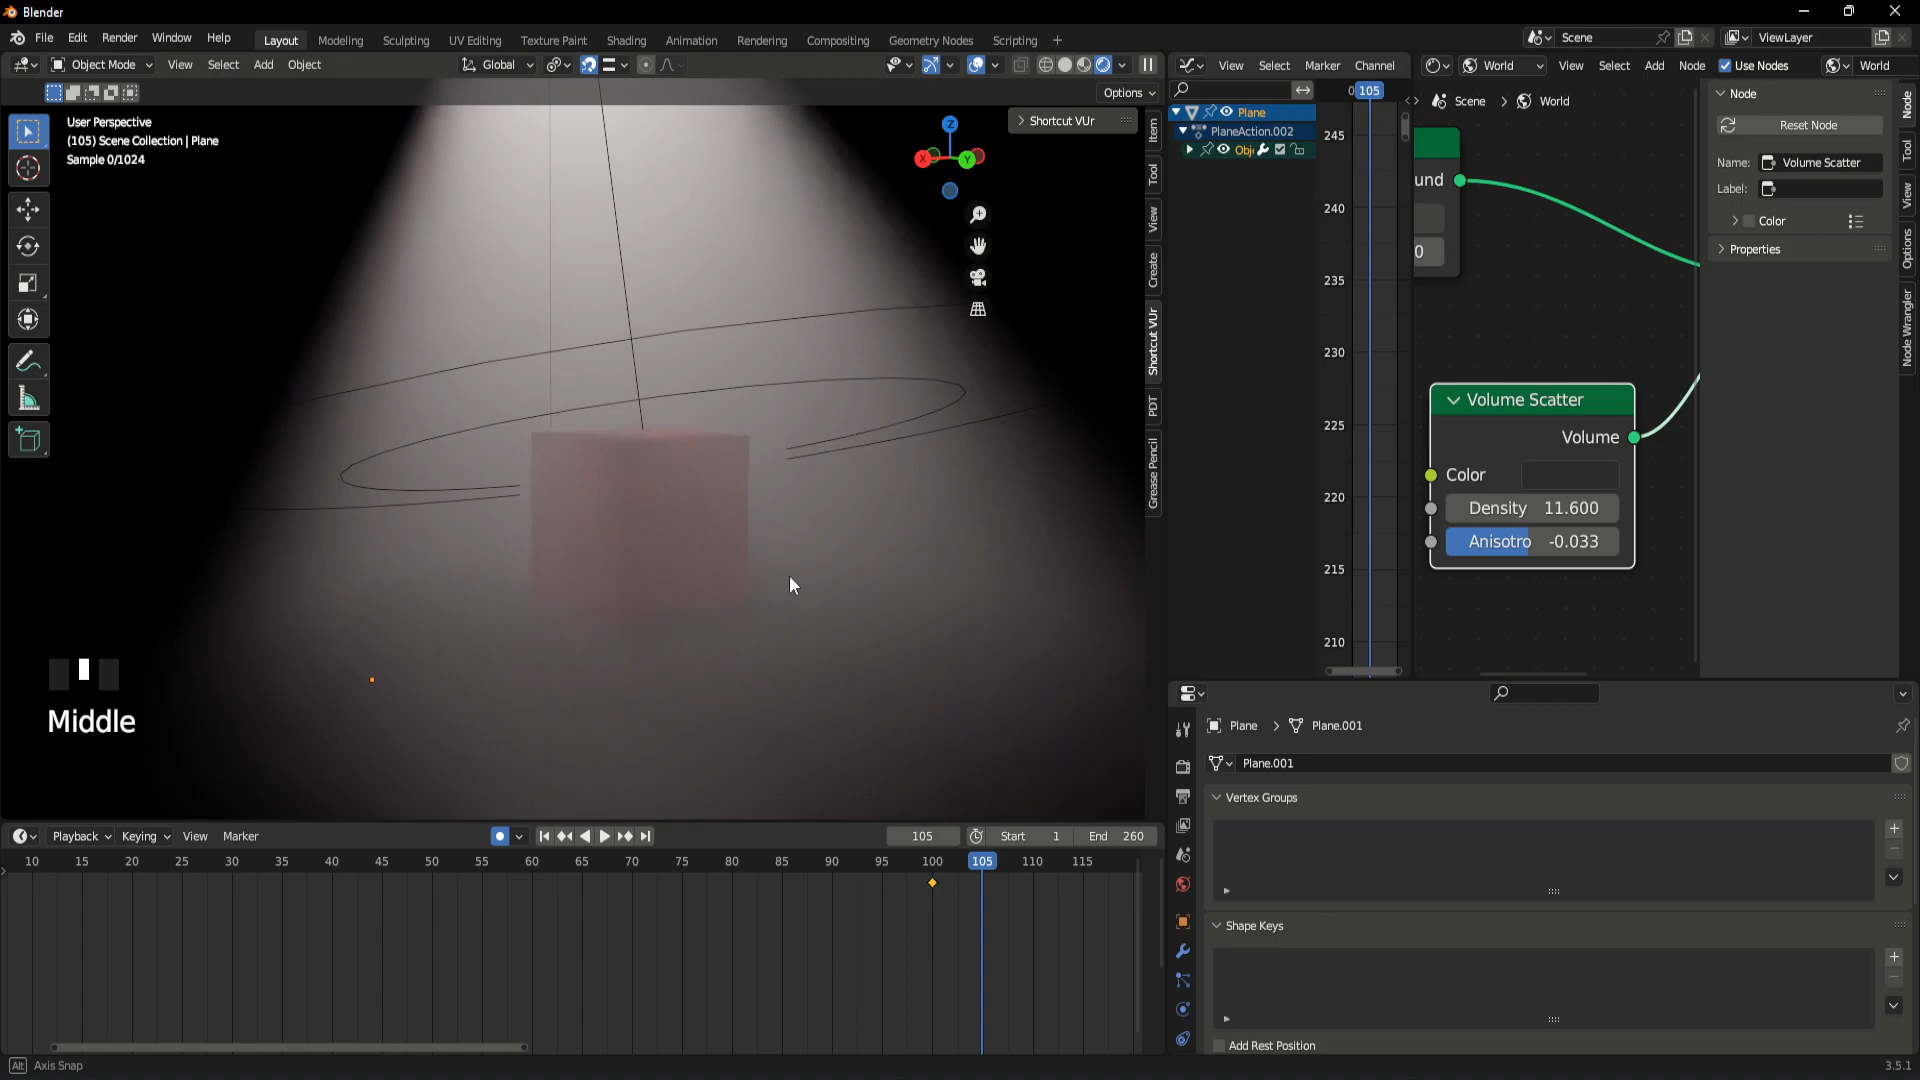 Blender
File Edit Render Window Help Layout Modeling Sculpting UV Editing Texture Paint Shading Animation Rendering Compositing Geometry Nodes Scripting + Scene ViewLayer
Object Mode View Select Add Object Global View Select Marker Channel World View Select Add Node Use Nodes World
Options
User Perspective
(105) Scene Collection | Plane
Sample 0/1024
Shortcut VUr
X Y Z
Item
Tool
View
Create
Shortcut VUr
PDT
Grease Pencil
Plane
PlaneAction.002
Obj
0 105
245
240
235
230
225
220
215
210
Scene > World
und
0
Volume Scatter
Volume
Color
Density 11.600
Anisotro -0.033
Node
Reset Node
Name: Volume Scatter
Label:
Color
Properties
Node
Tool
View
Options
Node Wrangler
Middle
Playback Keying View Marker 105 Start 1 End 260
10 15 20 25 30 35 40 45 50 55 60 65 70 75 80 85 90 95 100 105 110 115
Plane > Plane.001
Plane.001
Vertex Groups
Shape Keys
Add Rest Position
Alt Axis Snap
3.5.1